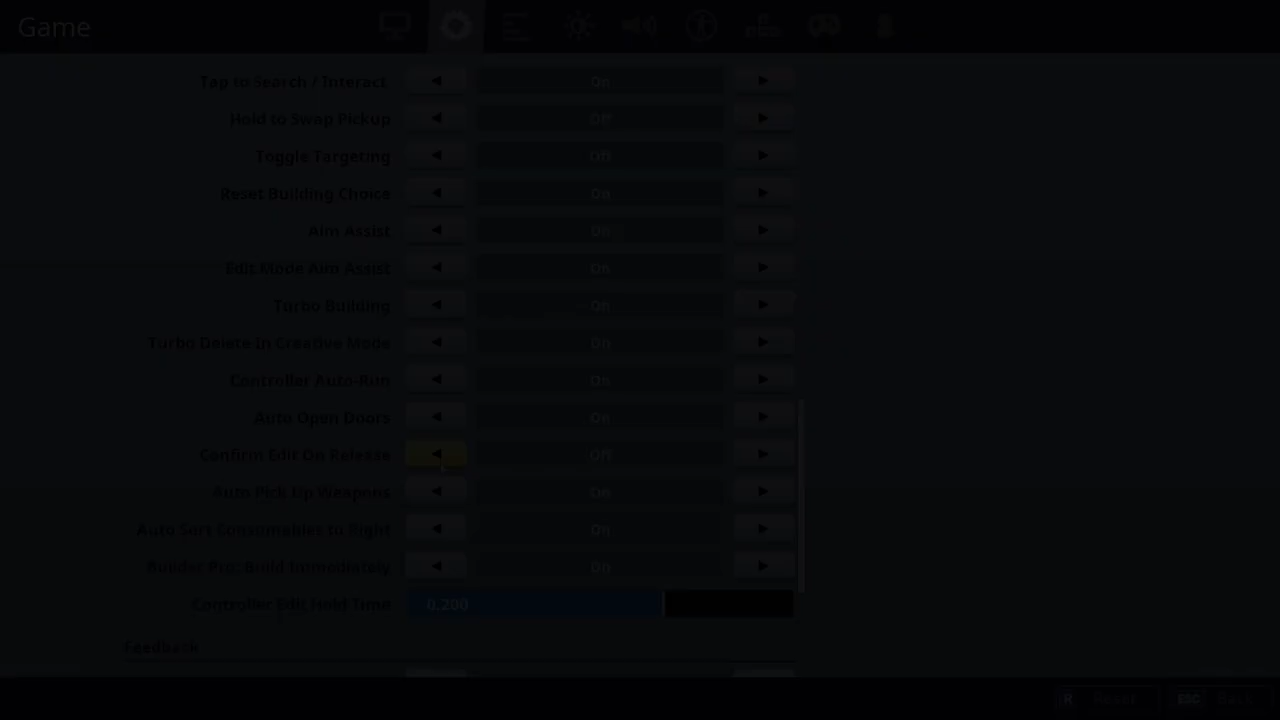 Game
Tap to Search / Interact On
Hold to Swap Pickup Off
Toggle Targeting Off
Reset Building Choice On
Aim Assist On
Edit Mode Aim Assist On
Turbo Building On
Turbo Delete In Creative Mode On
Controller Auto-Run On
Auto Open Doors On
Confirm Edit On Release Off
Auto Pick Up Weapons On
Auto Sort Consumables to Right On
Builder Pro: Build Immediately On
Controller Edit Hold Time 0.200
Feedback
R Reset ESC Back